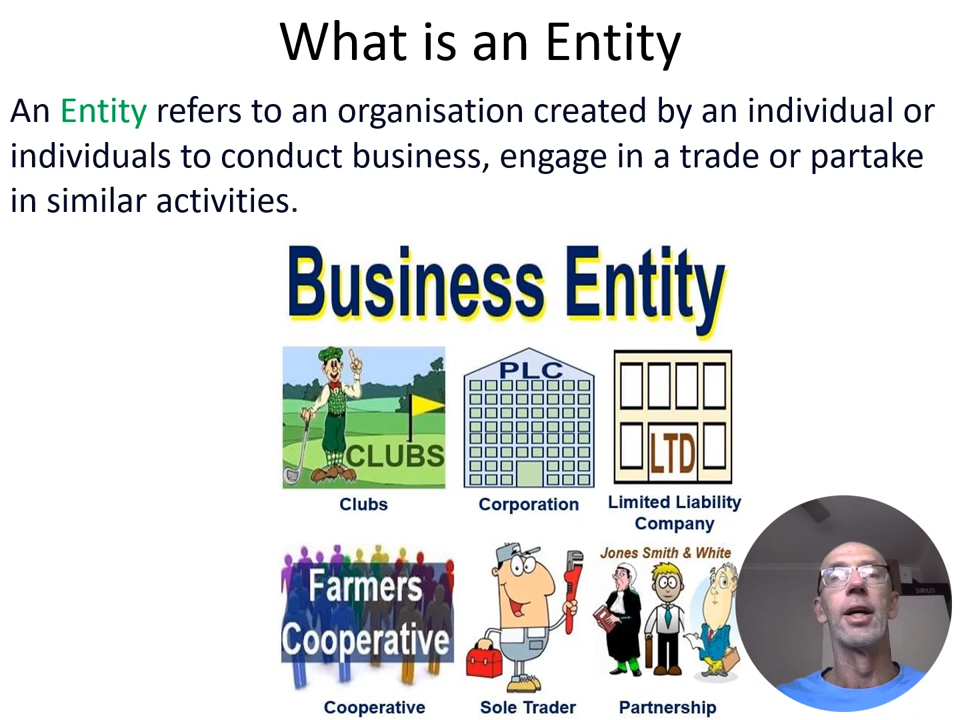 What is an Entity
An Entity refers to an organisation created by an individual or
individuals to conduct business, engage in a trade or partake
in similar activities.
Business Entity
CLUBS
PLC
LTD
Clubs
Corporation
Limited Liability
Company
Farmers
Cooperative
Jones Smith & White
Cooperative
Sole Trader
Partnership
SIRIUS